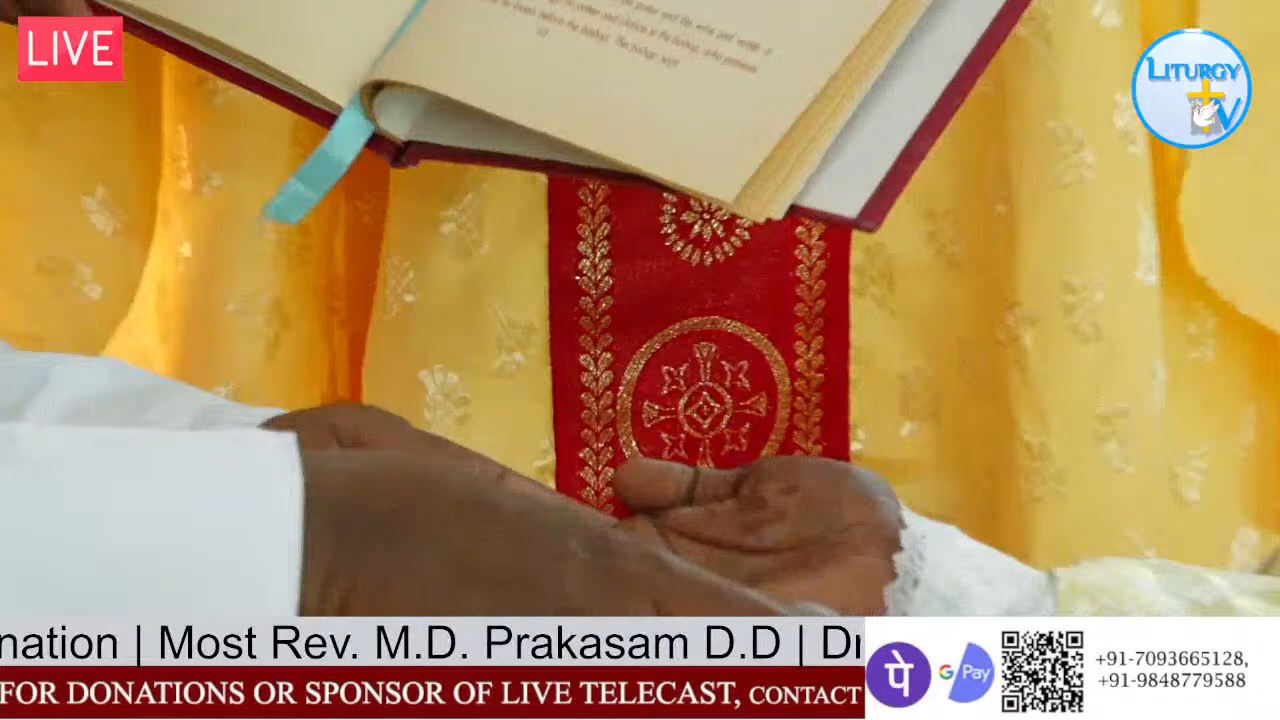 LIVE
LITURGY
TV
nation | Most Rev. M.D. Prakasam D.D |
FOR DONATIONS OR SPONSOR OF LIVE TELECAST, CONTACT
पे
G Pay
+91-7093665128,
+91-9848779588